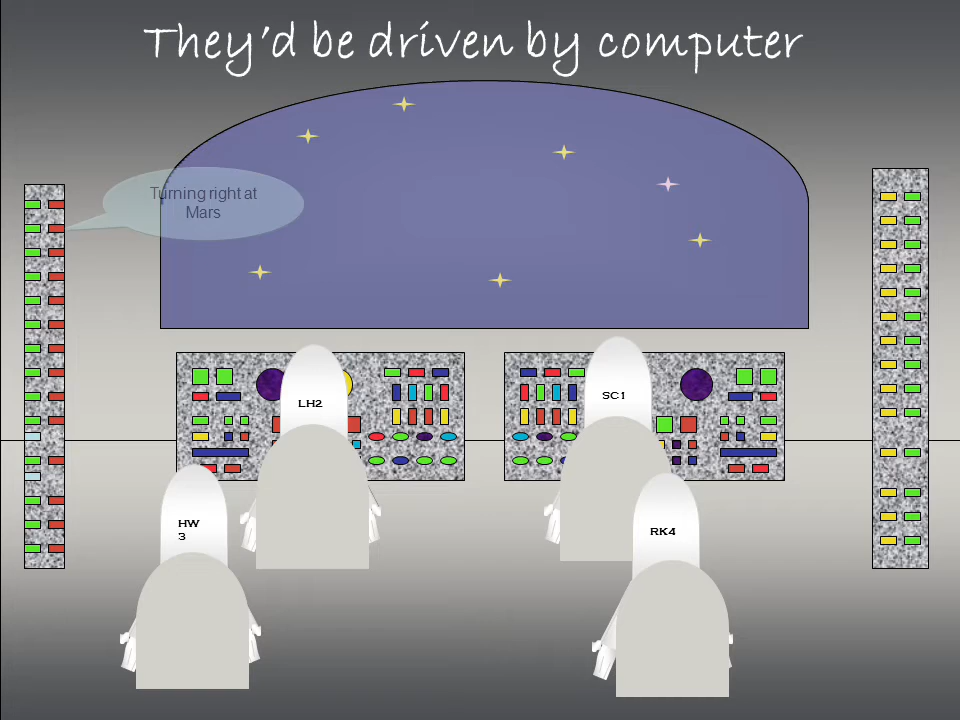 They'd be driven by computer
Turning right at
Mars
LH2
SC1
HW
3
RK4